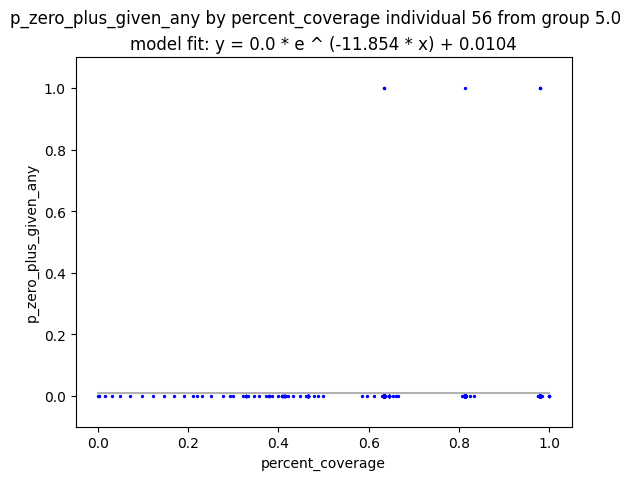 p_zero_plus_given_any by percent_coverage individual 56 from group 5.0
model fit: y = 0.0 * e ^ (-11.854 * x) + 0.0104
1.0
0.8
0.6
0.4
0.2
0.0
p_zero_plus_given_any
0.0 0.2 0.4 0.6 0.8 1.0
percent_coverage